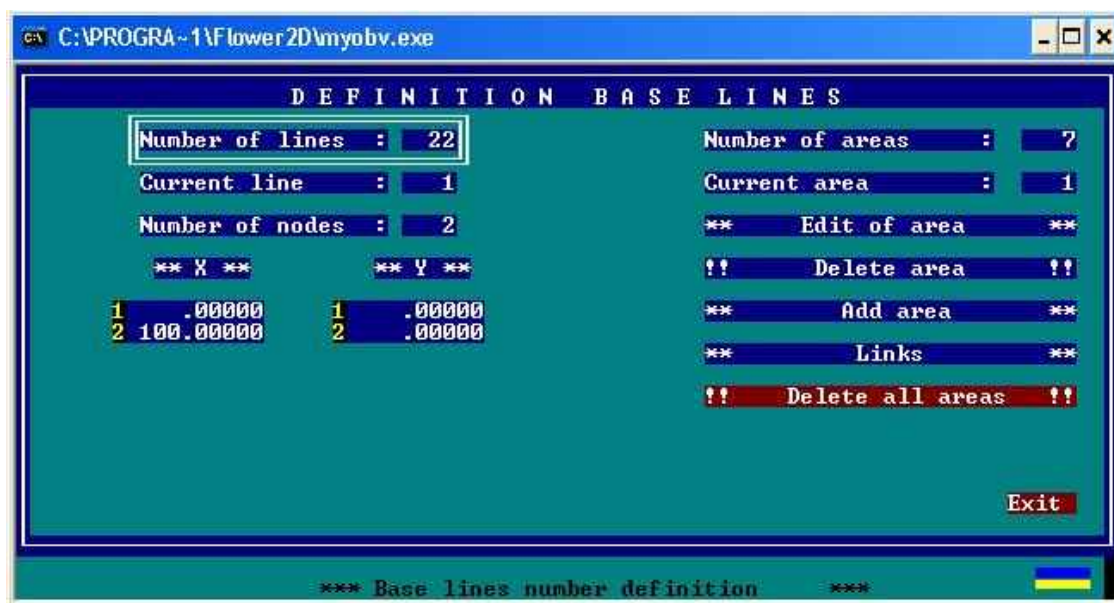 C:\PROGRA~1\Flower2D\myobv.exe
DEFINITION BASE LINES
Number of lines : 22
Current line : 1
Number of nodes : 2
** X ** ** Y **
1 .00000 1 .00000
2 100.00000 2 .00000
Number of areas : 7
Current area : 1
** Edit of area **
!! Delete area !!
** Add area **
** Links **
!! Delete all areas !!
Exit
*** Base lines number definition ***